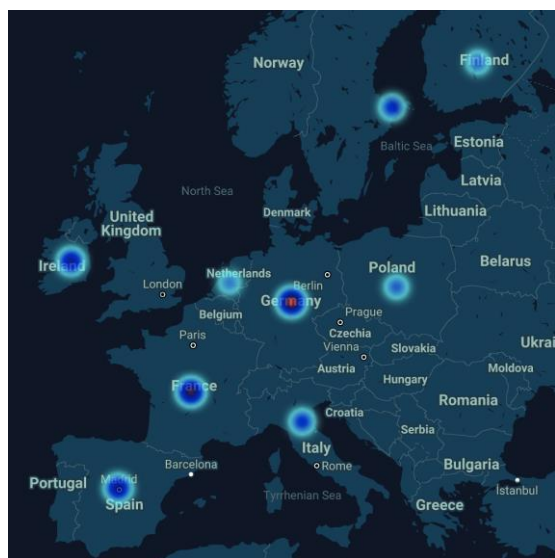 Finland
Norway
Estonia
Baltic Sea
Latvia
North Sea
Denmark
Lithuania
United
Kingdom
Ireland
Belarus
Netherlands
Poland
London
Berlin
Germany
Belgium
Prague
Paris
Czechia
Ukrai
Vienna
Slovakia
Moldova
Austria
Hungary
France
Romania
Croatia
Serbia
Italy
Barcelona
Rome
Bulgaria
Madrid
Portugal
İstanbul
Tyrrhenian Sea
Spain
Greece